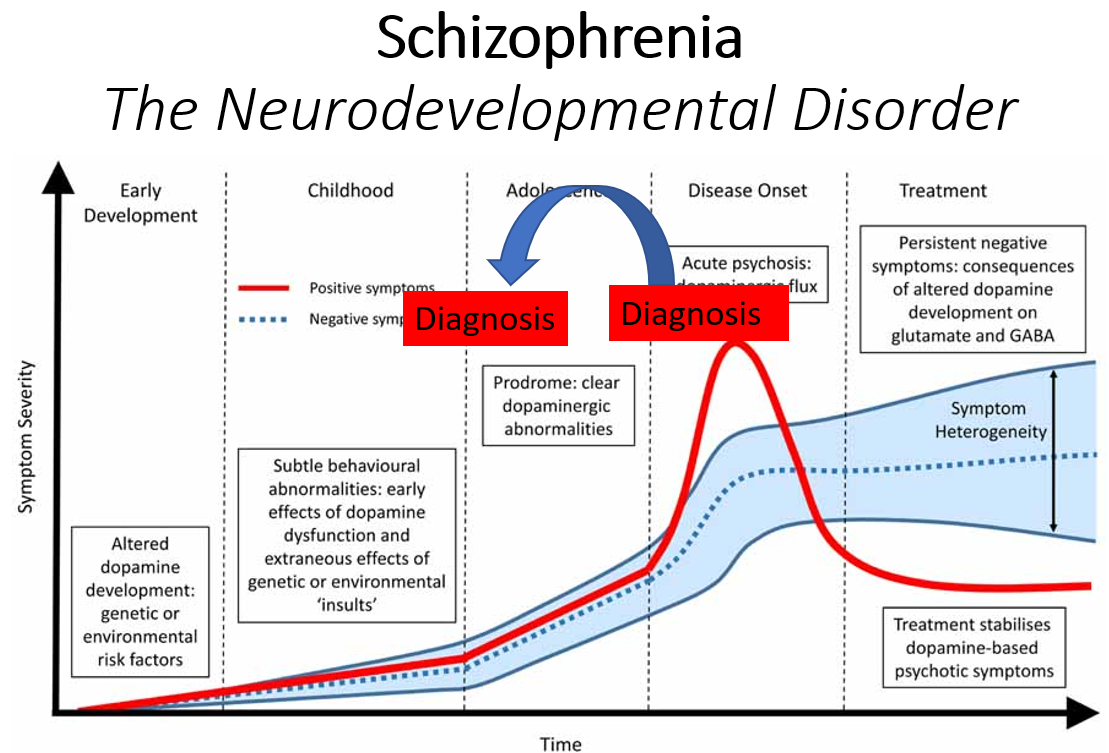 Schizophrenia
The Neurodevelopmental Disorder
Early
Development
Childhood
Adolescence
Disease Onset
Treatment
Positive symptoms
Negative symp
Diagnosis
Diagnosis
Acute psychosis:
dopaminergic flux
Persistent negative
symptoms: consequences
of altered dopamine
development on
glutamate and GABA
Prodrome: clear
dopaminergic
abnormalities
Symptom
Heterogeneity
Subtle behavioural
abnormalities: early
effects of dopamine
dysfunction and
extraneous effects of
genetic or environmental
‘insults’
Altered
dopamine
development:
genetic or
environmental
risk factors
Treatment stabilises
dopamine-based
psychotic symptoms
Symptom Severity
Time